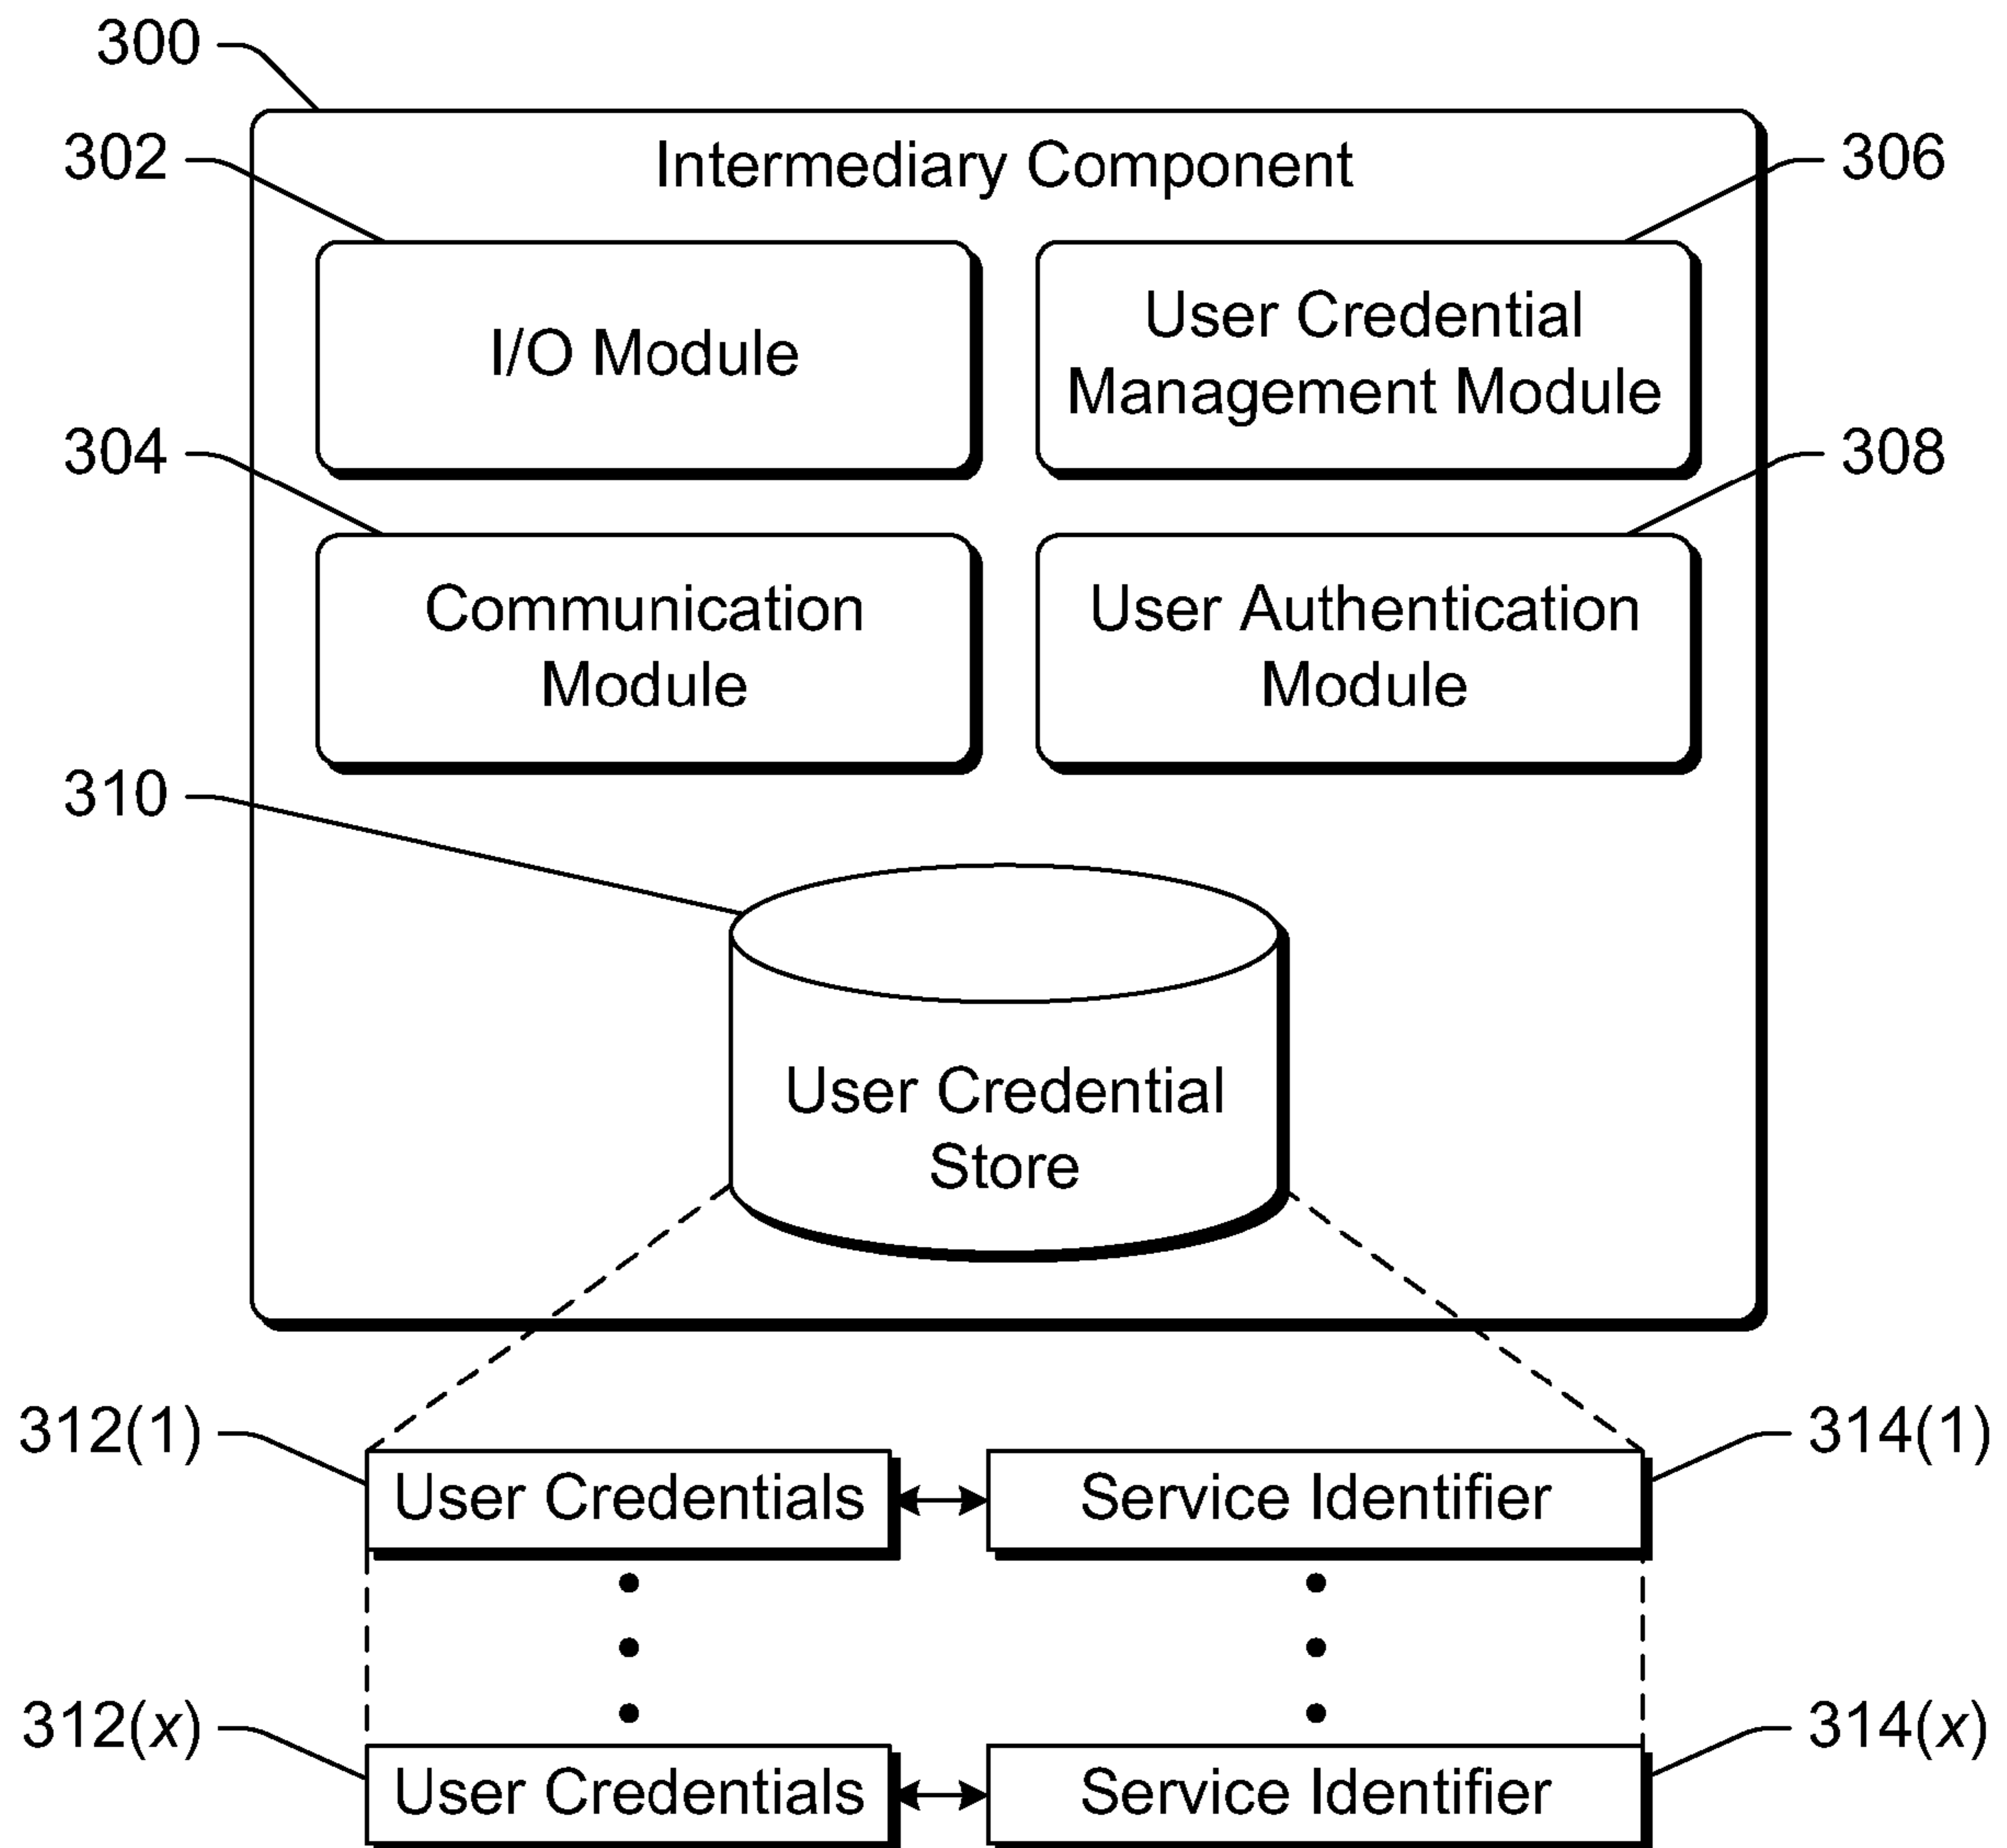 300
Intermediary Component
302
306
I/O Module
User Credential
Management Module
304
308
Communication
Module
User Authentication
Module
310
User Credential
Store
312(1)
314(1)
User Credentials
Service Identifier
312(x)
314(x)
User Credentials
Service Identifier